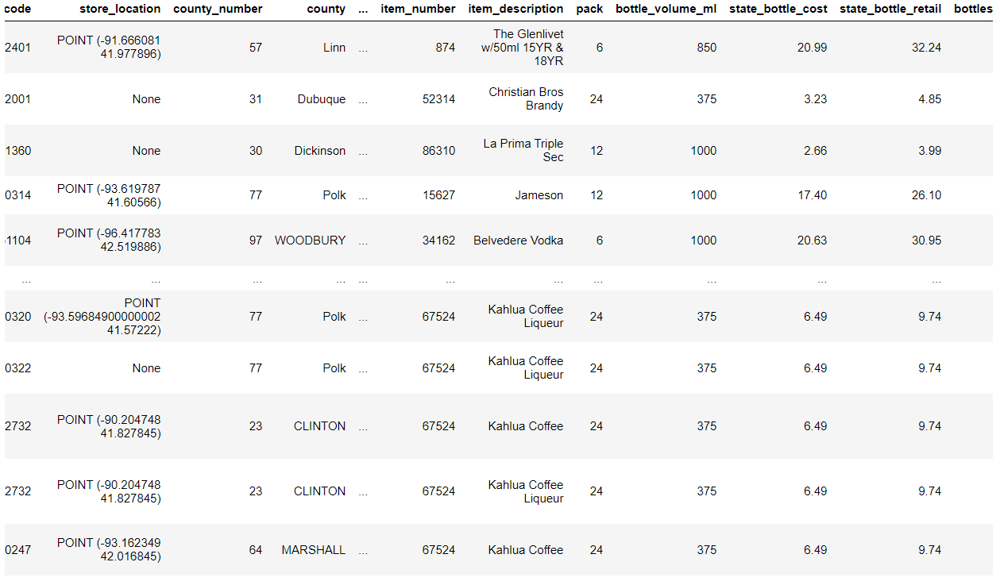 code store_location county_number county ... item_number item_description pack bottle_volume_ml state_bottle_cost state_bottle_retail bottles
2401 POINT (-91.666081 41.977896) 57 Linn ... 874 The Glenlivet w/50ml 15YR & 18YR 6 850 20.99 32.24
2001 None 31 Dubuque ... 52314 Christian Bros Brandy 24 375 3.23 4.85
1360 None 30 Dickinson ... 86310 La Prima Triple Sec 12 1000 2.66 3.99
0314 POINT (-93.619787 41.60566) 77 Polk ... 15627 Jameson 12 1000 17.40 26.10
1104 POINT (-96.417783 42.519886) 97 WOODBURY ... 34162 Belvedere Vodka 6 1000 20.63 30.95
... ... ... ... ... ... ... ... ... ... ...
0320 POINT (-93.59684900000002 41.57222) 77 Polk ... 67524 Kahlua Coffee Liqueur 24 375 6.49 9.74
0322 None 77 Polk ... 67524 Kahlua Coffee Liqueur 24 375 6.49 9.74
2732 POINT (-90.204748 41.827845) 23 CLINTON ... 67524 Kahlua Coffee 24 375 6.49 9.74
2732 POINT (-90.204748 41.827845) 23 CLINTON ... 67524 Kahlua Coffee Liqueur 24 375 6.49 9.74
0247 POINT (-93.162349 42.016845) 64 MARSHALL ... 67524 Kahlua Coffee 24 375 6.49 9.74